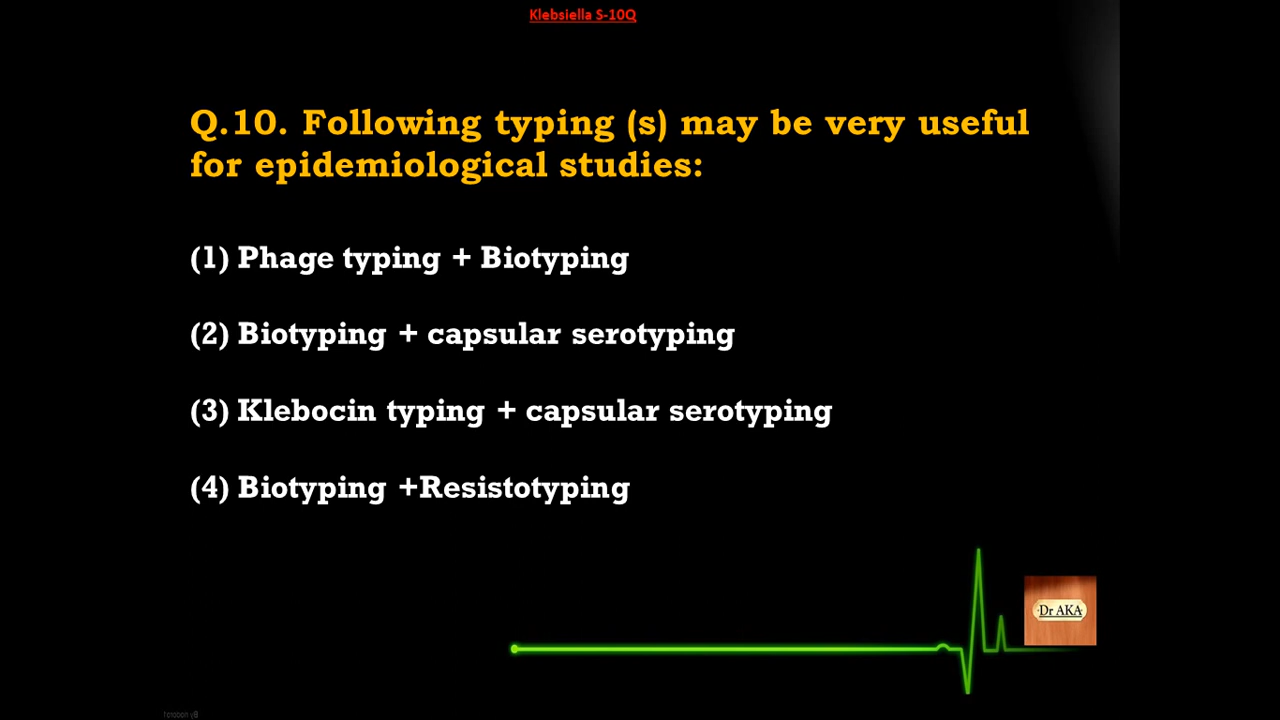 Klebsiella S-10Q
Q.10. Following typing (s) may be very useful
for epidemiological studies:
(1) Phage typing + Biotyping
(2) Biotyping + capsular serotyping
(3) Klebocin typing + capsular serotyping
(4) Biotyping +Resistotyping
Dr AKA